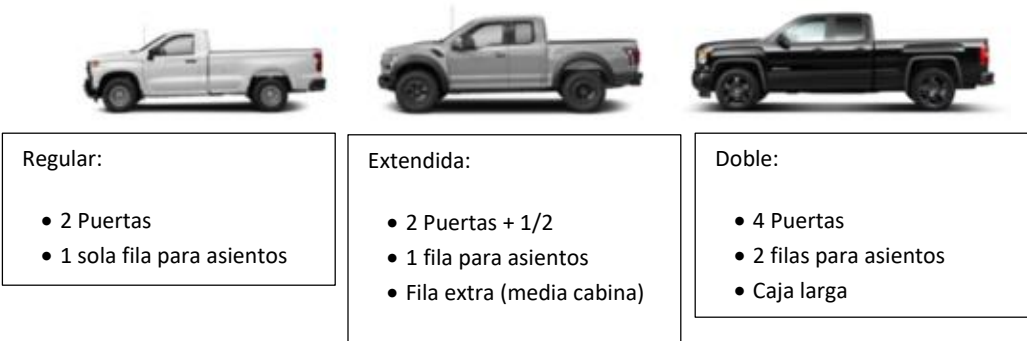 Regular:
• 2 Puertas
• 1 sola fila para asientos
Extendida:
• 2 Puertas + 1/2
• 1 fila para asientos
• Fila extra (media cabina)
Doble:
• 4 Puertas
• 2 filas para asientos
• Caja larga